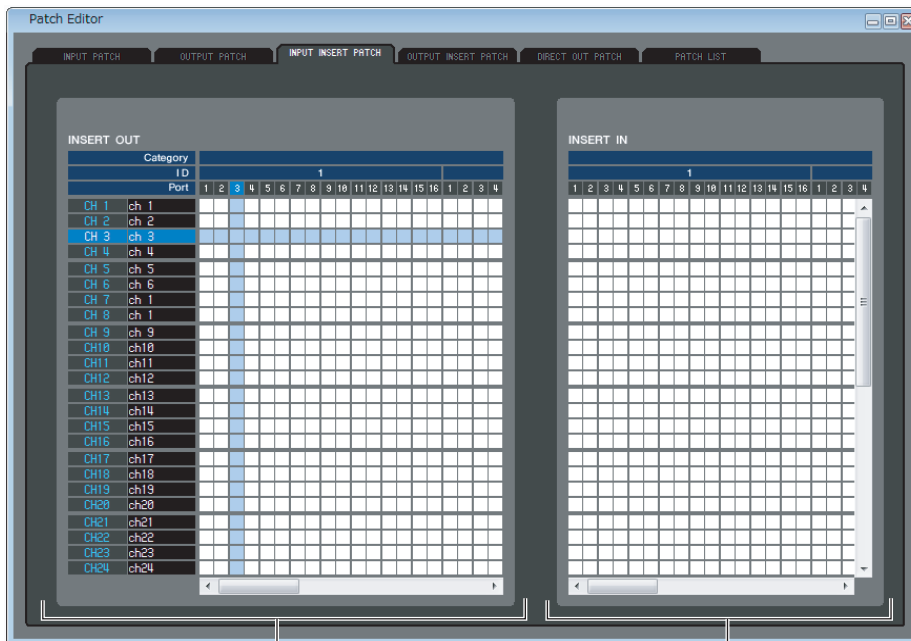 Patch Editor
INPUT PATCH OUTPUT PATCH INPUT INSERT PATCH OUTPUT INSERT PATCH DIRECT OUT PATCH PATCH LIST
INSERT OUT
Category
ID 1
Port 1 2 3 4 5 6 7 8 9 10 11 12 13 14 15 16 1 2 3 4
CH 1 ch 1
CH 2 ch 2
CH 3 ch 3
CH 4 ch 4
CH 5 ch 5
CH 6 ch 6
CH 7 ch 1
CH 8 ch 1
CH 9 ch 9
CH10 ch10
CH11 ch11
CH12 ch12
CH13 ch13
CH14 ch14
CH15 ch15
CH16 ch16
CH17 ch17
CH18 ch18
CH19 ch19
CH20 ch20
CH21 ch21
CH22 ch22
CH23 ch23
CH24 ch24
INSERT IN
1
1 2 3 4 5 6 7 8 9 10 11 12 13 14 15 16 1 2 3 4